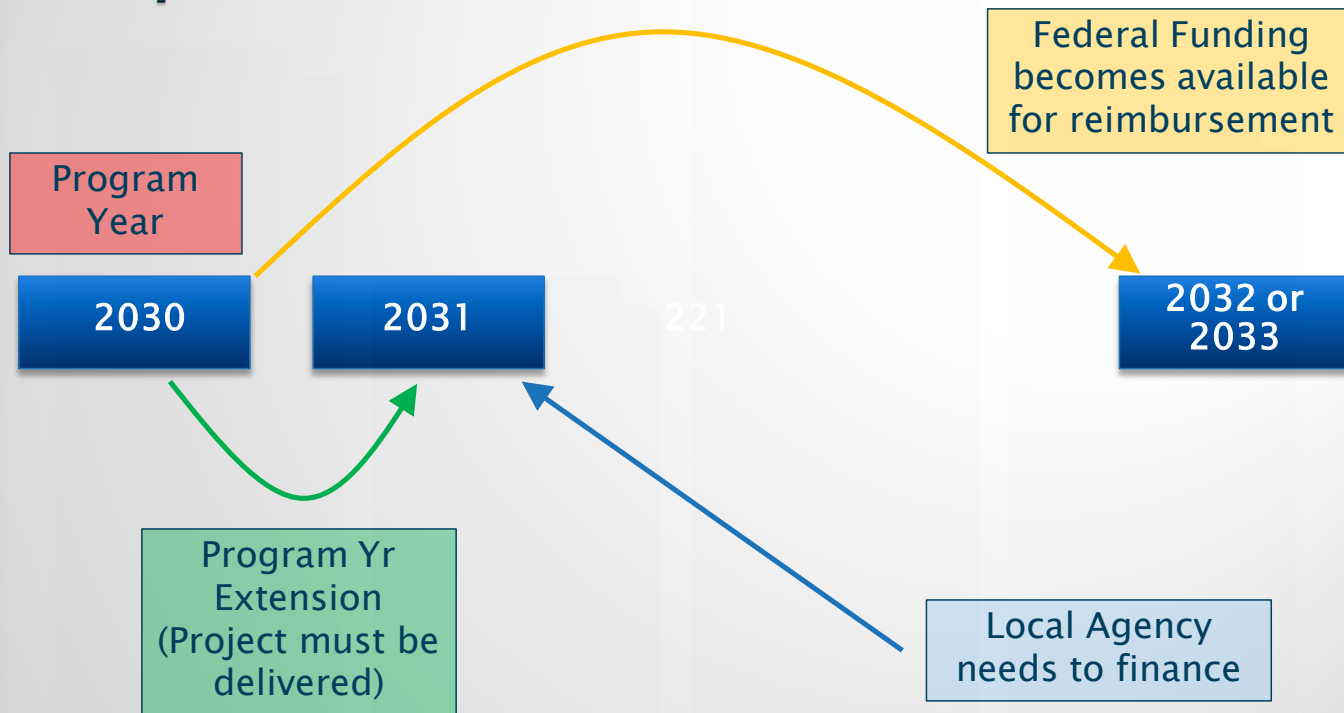 Federal Funding
becomes available
for reimbursement
Program
Year
2030
2031
221
2032 or
2033
Program Yr
Extension
(Project must be
delivered)
Local Agency
needs to finance